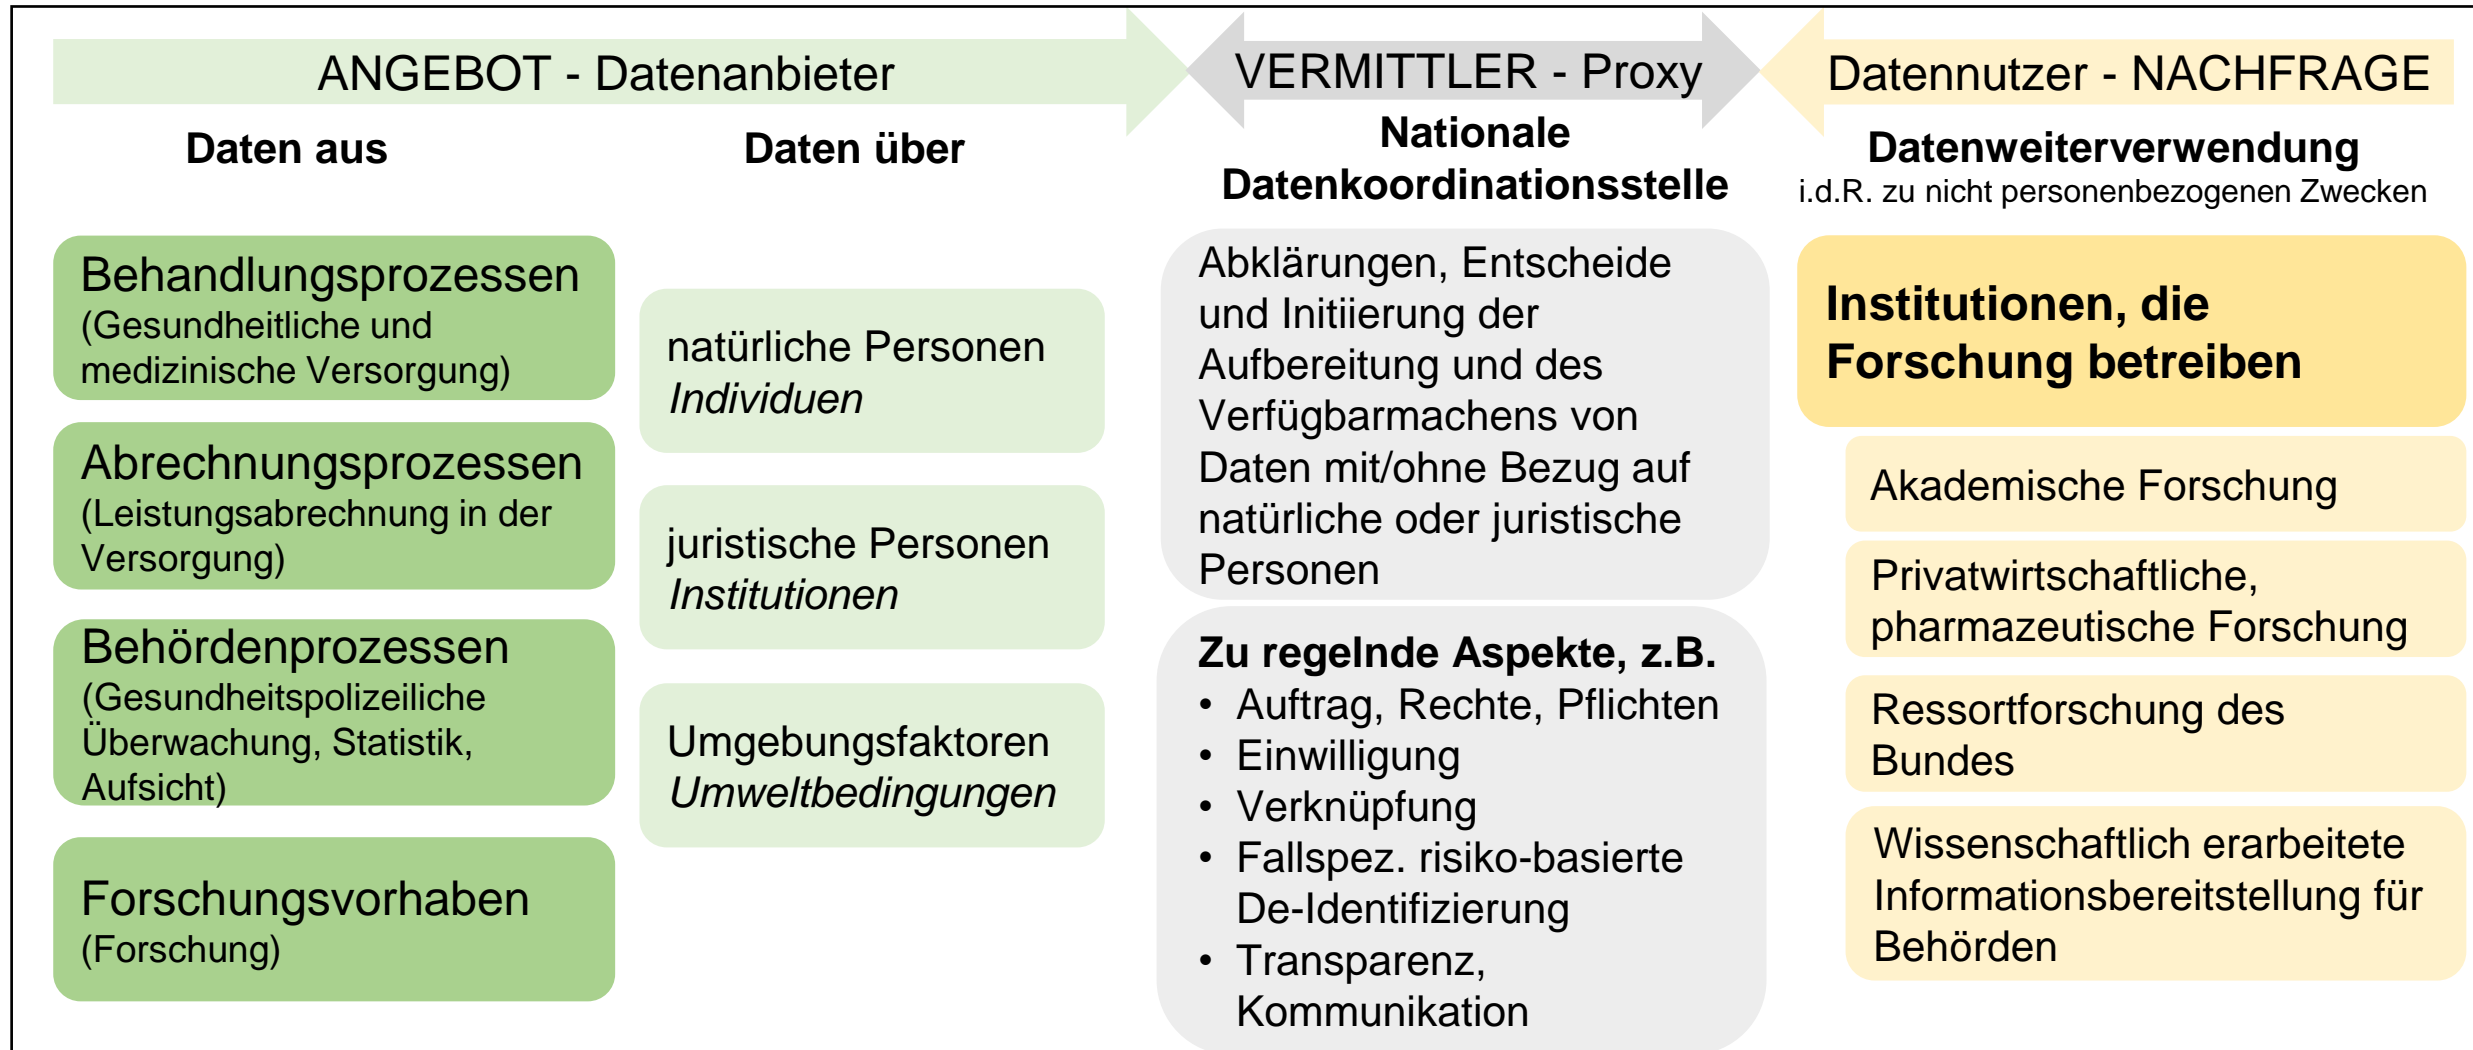 ANGEBOT - Datenanbieter
VERMITTLER - Proxy
Datennutzer - NACHFRAGE
Daten aus
Behandlungsprozessen
(Gesundheitliche und
medizinische Versorgung)
Abrechnungsprozessen
(Leistungsabrechnung in der
Versorgung)
Behördenprozessen
(Gesundheitspolizeiliche
Überwachung, Statistik,
Aufsicht)
Forschungsvorhaben
(Forschung)
Daten über
natürliche Personen
Individuen
juristische Personen
Institutionen
Umgebungsfaktoren
Umweltbedingungen
Nationale
Datenkoordinationsstelle
Abklärungen, Entscheide
und Initiierung der
Aufbereitung und des
Verfügbarmachens von
Daten mit/ohne Bezug auf
natürliche oder juristische
Personen
Zu regelnde Aspekte, z.B.
• Auftrag, Rechte, Pflichten
• Einwilligung
• Verknüpfung
• Fallspez. risiko-basierte
De-Identifizierung
• Transparenz,
Kommunikation
Datenweiterverwendung
i.d.R. zu nicht personenbezogenen Zwecken
Institutionen, die
Forschung betreiben
Akademische Forschung
Privatwirtschaftliche,
pharmazeutische Forschung
Ressortforschung des
Bundes
Wissenschaftlich erarbeitete
Informationsbereitstellung für
Behörden